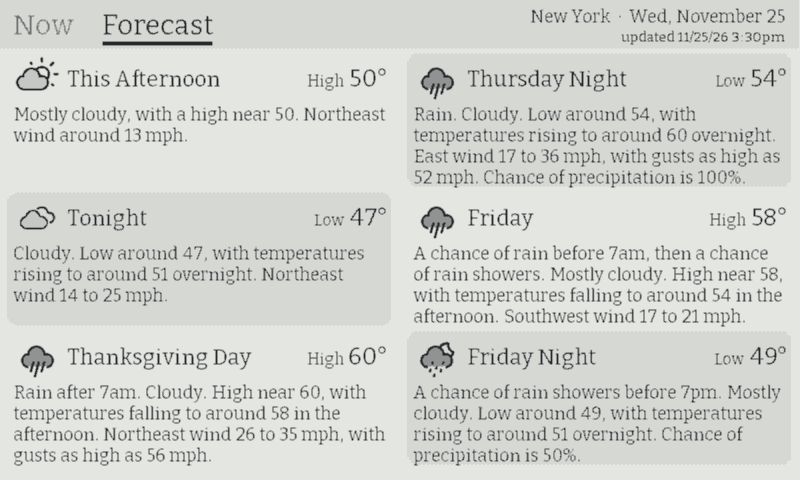 Now Forecast
New York · Wed, November 25
updated 11/25/26 3:30pm
This Afternoon High 50°
Mostly cloudy, with a high near 50. Northeast
wind around 13 mph.
Tonight Low 47°
Cloudy. Low around 47, with temperatures
rising to around 51 overnight. Northeast
wind 14 to 25 mph.
Thanksgiving Day High 60°
Rain after 7am. Cloudy. High near 60, with
temperatures falling to around 58 in the
afternoon. Northeast wind 26 to 35 mph, with
gusts as high as 56 mph.
Thursday Night Low 54°
Rain. Cloudy. Low around 54, with
temperatures rising to around 60 overnight.
East wind 17 to 36 mph, with gusts as high as
52 mph. Chance of precipitation is 100%.
Friday High 58°
A chance of rain before 7am, then a chance
of rain showers. Mostly cloudy. High near 58,
with temperatures falling to around 54 in the
afternoon. Southwest wind 17 to 21 mph.
Friday Night Low 49°
A chance of rain showers before 7pm. Mostly
cloudy. Low around 49, with temperatures
rising to around 51 overnight. Chance of
precipitation is 50%.